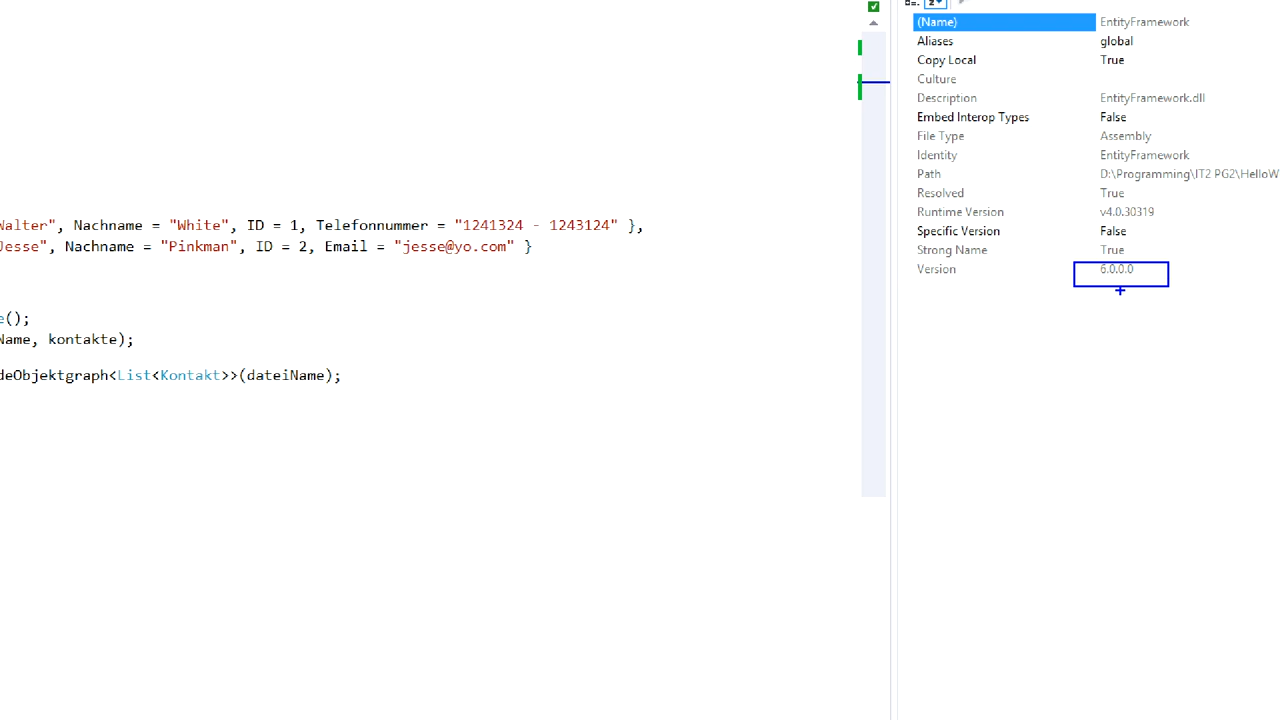 Walter", Nachname = "White", ID = 1, Telefonnummer = "1241324 - 1243124" },
Jesse", Nachname = "Pinkman", ID = 2, Email = "jesse@yo.com" }
e();
Name, kontakte);
deObjektgraph<List<Kontakt>>(dateiName);
(Name) EntityFramework
Aliases global
Copy Local True
Culture
Description EntityFramework.dll
Embed Interop Types False
File Type Assembly
Identity EntityFramework
Path D:\Programming\IT2 PG2\HelloW
Resolved True
Runtime Version v4.0.30319
Specific Version False
Strong Name True
Version 6.0.0.0